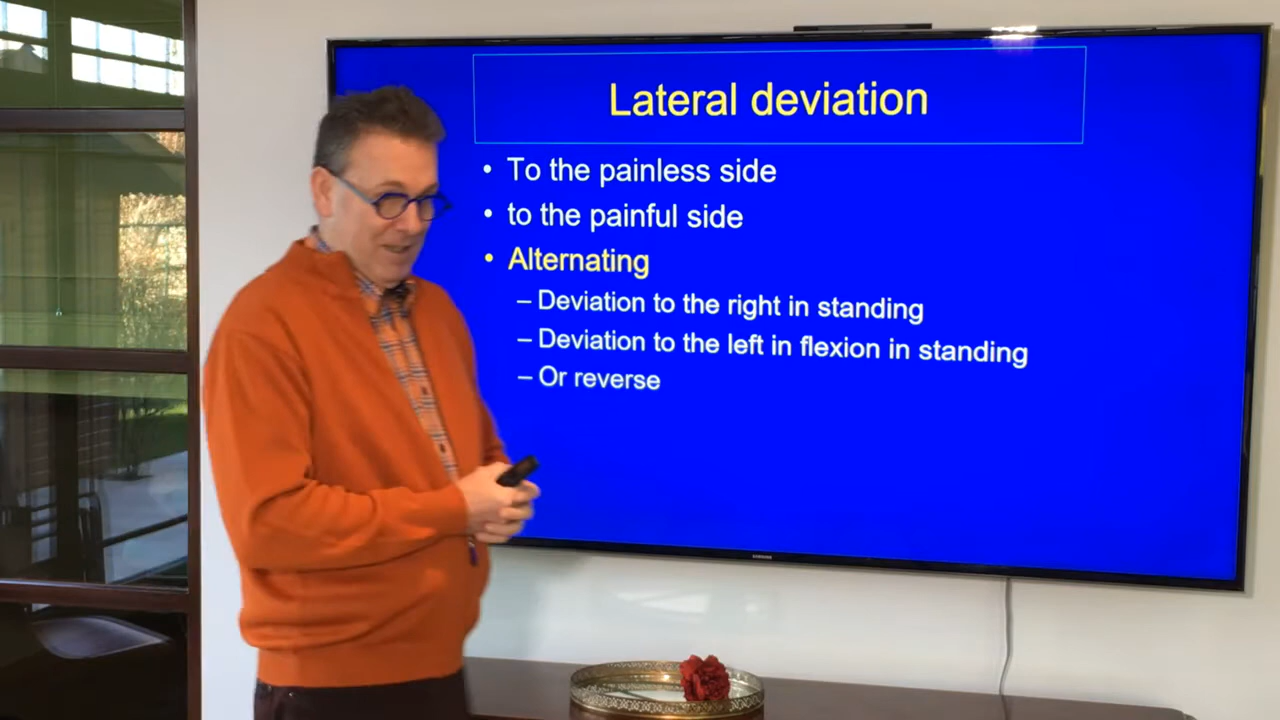 Lateral deviation
• To the painless side
• to the painful side
• Alternating
– Deviation to the right in standing
– Deviation to the left in flexion in standing
– Or reverse
SAMSUNG